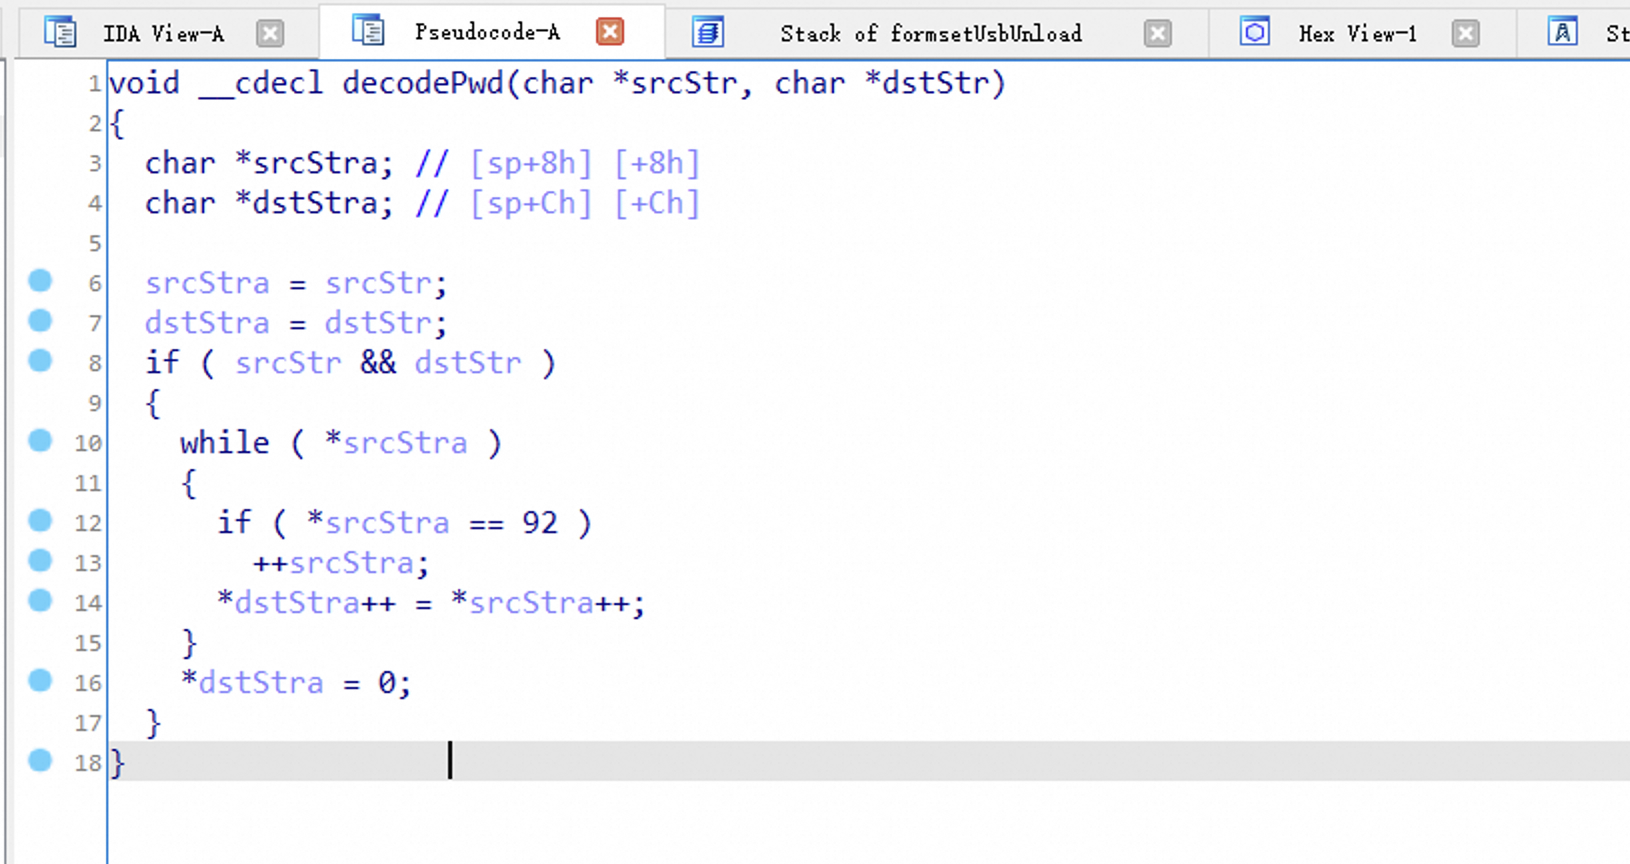 IDA View-A Pseudocode-A Stack of formsetUsbUnload Hex View-1 St
1 void __cdecl decodePwd(char *srcStr, char *dstStr)
2 {
3 char *srcStra; // [sp+8h] [+8h]
4 char *dstStra; // [sp+Ch] [+Ch]
5
6 srcStra = srcStr;
7 dstStra = dstStr;
8 if ( srcStr && dstStr )
9 {
10 while ( *srcStra )
11 {
12 if ( *srcStra == 92 )
13 ++srcStra;
14 *dstStra++ = *srcStra++;
15 }
16 *dstStra = 0;
17 }
18 }